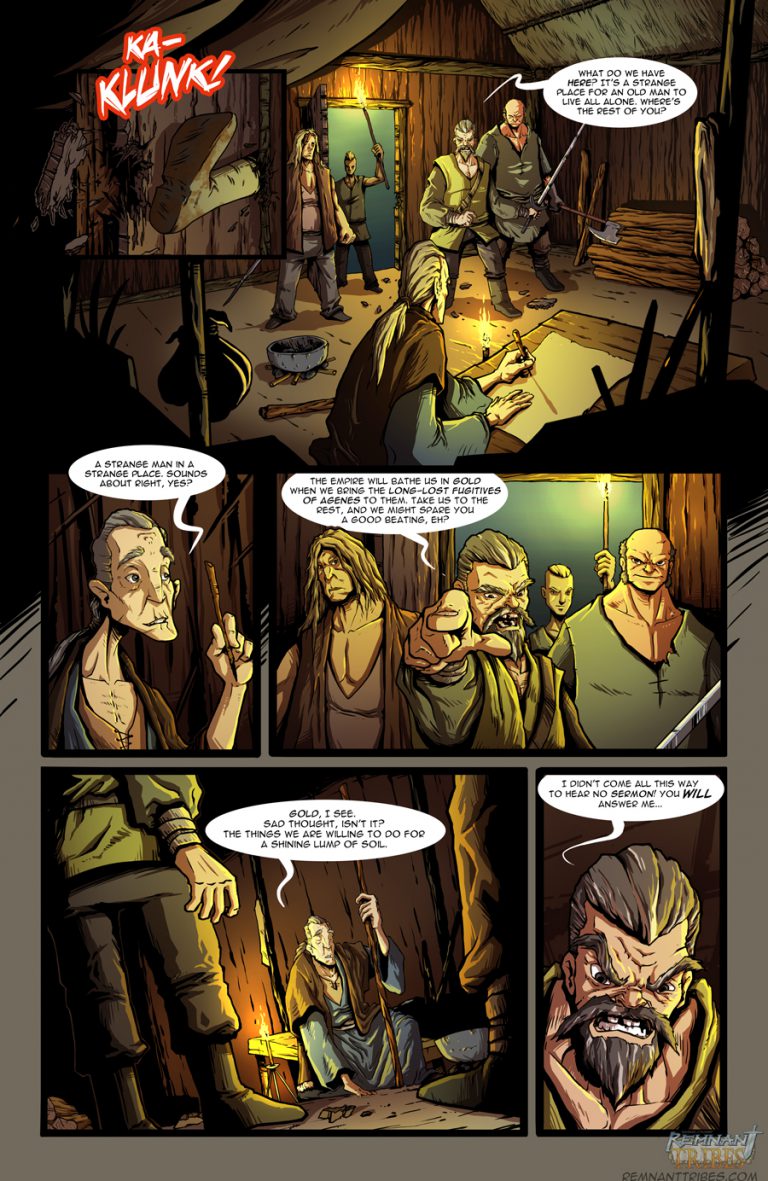 KA-
KLUNK!
WHAT DO WE HAVE
HERE? IT'S A STRANGE
PLACE FOR AN OLD MAN TO
LIVE ALL ALONE. WHERE'S
THE REST OF YOU?
A STRANGE MAN IN A
STRANGE PLACE. SOUNDS
ABOUT RIGHT, YES?
THE EMPIRE WILL BATHE US IN GOLD
WHEN WE BRING THE LONG-LOST FUGITIVES
OF AGENES TO THEM. TAKE US TO THE
REST, AND WE MIGHT SPARE YOU
A GOOD BEATING, EH?
GOLD, I SEE.
SAD THOUGHT, ISN'T IT?
THE THINGS WE ARE WILLING TO DO FOR
A SHINING LUMP OF SOIL.
I DIDN'T COME ALL THIS WAY
TO HEAR NO SERMON! YOU WILL
ANSWER ME...
REMNANT
TRIBES
REMNANTTRIBES.COM